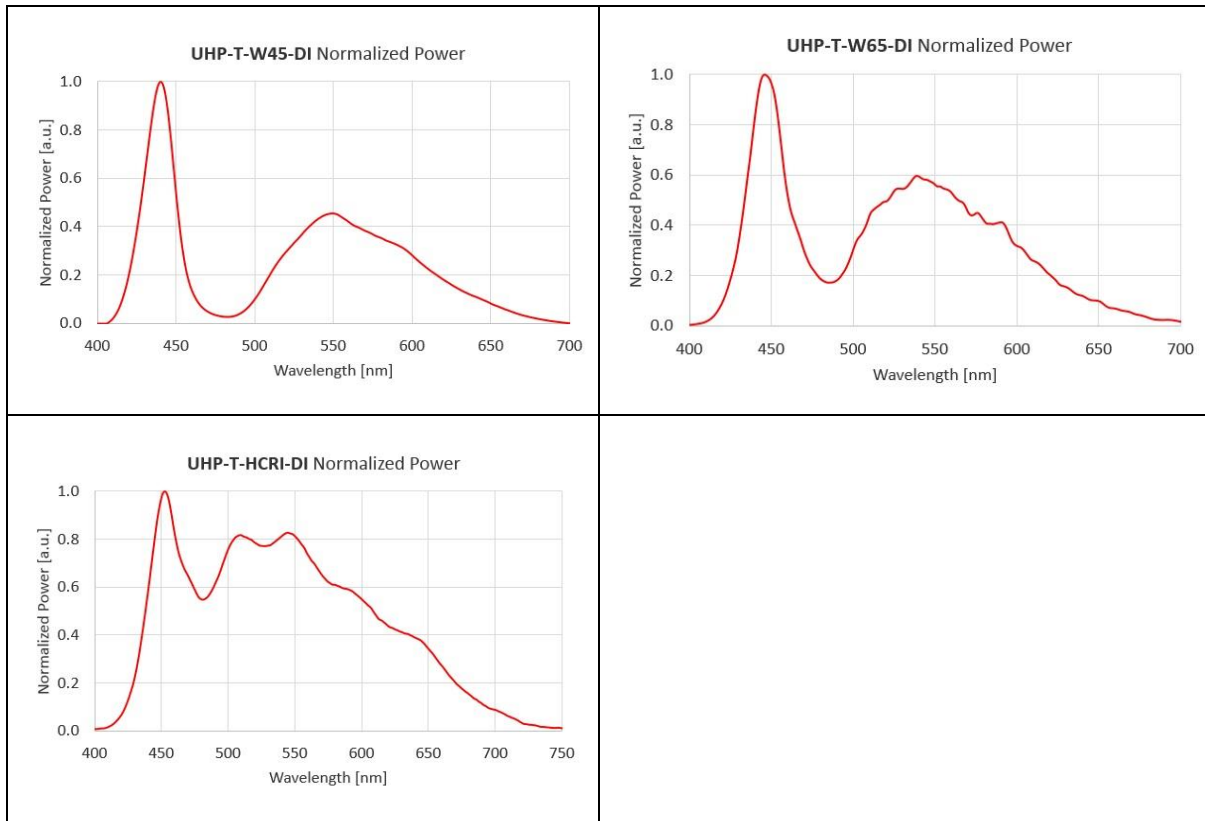 UHP-T-W45-DI Normalized Power
Normalized Power [a.u.]
1.0
0.8
0.6
0.4
0.2
0.0
400 450 500 550 600 650 700
Wavelength [nm]
UHP-T-W65-DI Normalized Power
Normalized Power [a.u.]
1.0
0.8
0.6
0.4
0.2
0.0
400 450 500 550 600 650 700
Wavelength [nm]
UHP-T-HCRI-DI Normalized Power
Normalized Power [a.u.]
1.0
0.8
0.6
0.4
0.2
0.0
400 450 500 550 600 650 700 750
Wavelength [nm]